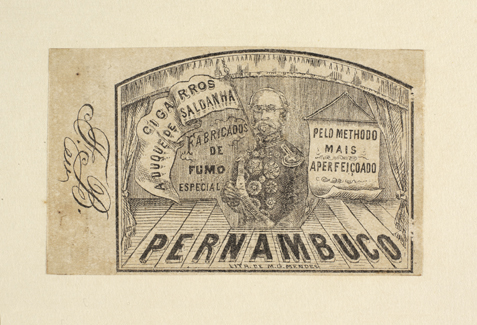 CIGARROS
A DUQUE DE SALDANHA
FABRICADOS
DE
FUMO
ESPECIAL
PELO METHODO
MAIS
APERFEIÇOADO
PERNAMBUCO
LITH. DE M.O. MENDES